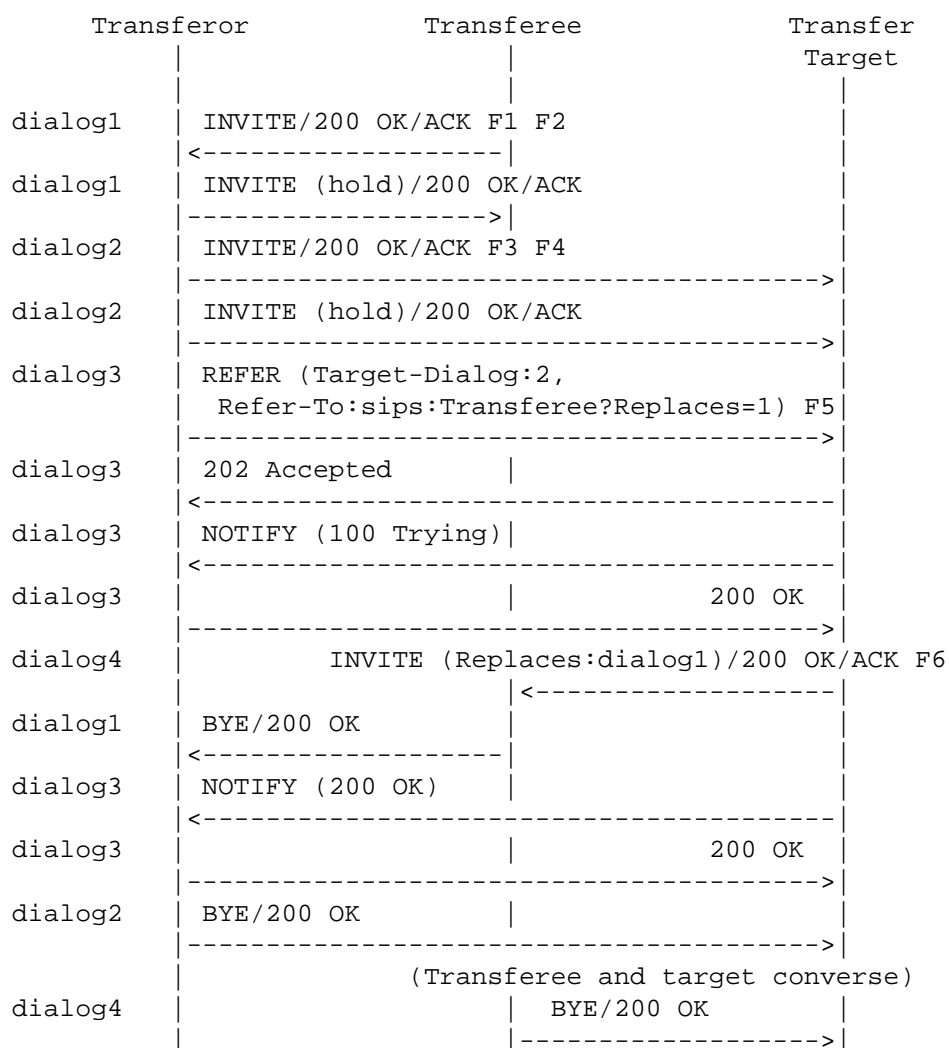 Transferor Transferee Transfer
Target
dialog1 INVITE/200 OK/ACK F1 F2
dialog1 INVITE (hold)/200 OK/ACK
dialog2 INVITE/200 OK/ACK F3 F4
dialog2 INVITE (hold)/200 OK/ACK
dialog3 REFER (Target-Dialog:2,
Refer-To:sips:Transferee?Replaces=1) F5
dialog3 202 Accepted
dialog3 NOTIFY (100 Trying)
dialog3 200 OK
dialog4 INVITE (Replaces:dialog1)/200 OK/ACK F6
dialog1 BYE/200 OK
dialog3 NOTIFY (200 OK)
dialog3 200 OK
dialog2 BYE/200 OK
(Transferee and target converse)
dialog4 BYE/200 OK